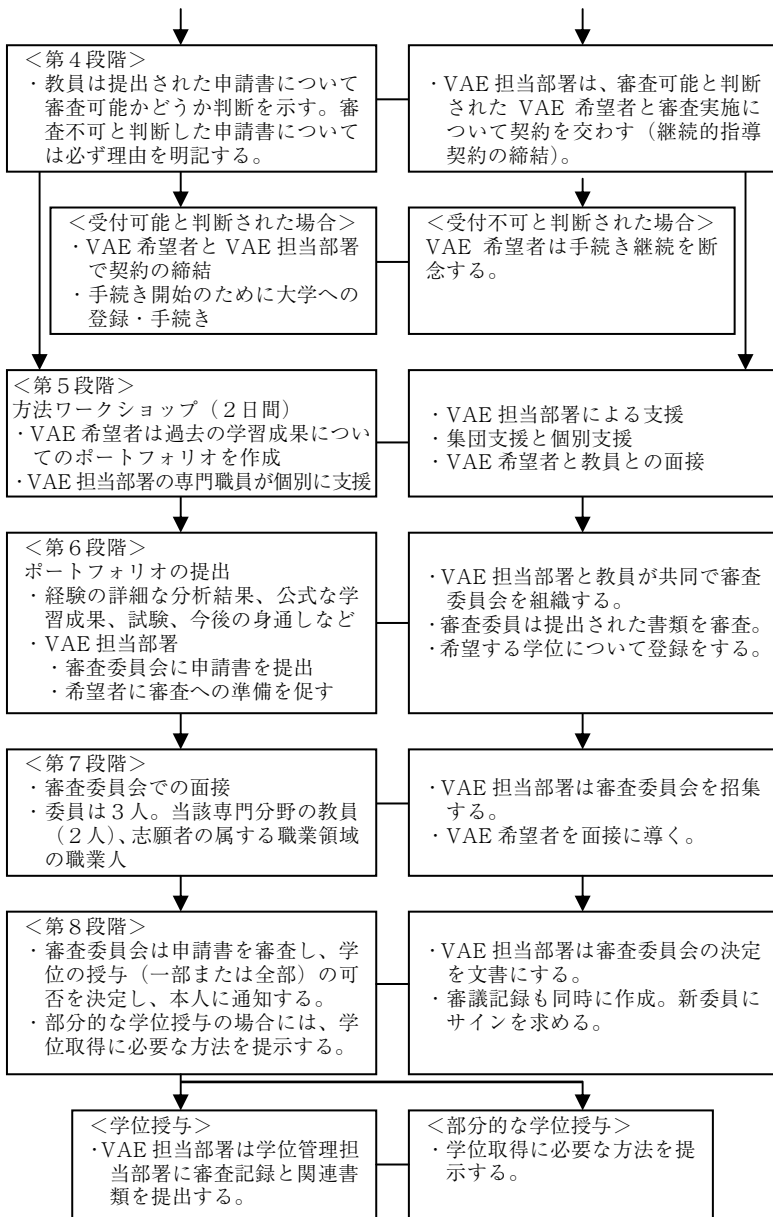 ＜第４段階＞
・教員は提出された申請書について
審査可能かどうか判断を示す。審
査不可と判断した申請書について
は必ず理由を明記する。
・VAE 担当部署は、審査可能と判断
された VAE 希望者と審査実施に
ついて契約を交わす（継続的指導
契約の締結）。
＜受付可能と判断された場合＞
・VAE 希望者と VAE 担当部署
で契約の締結
・手続き開始のために大学への
登録・手続き
＜受付不可と判断された場合＞
VAE 希望者は手続き継続を断
念する。
＜第５段階＞
方法ワークショップ（２日間）
・VAE 希望者は過去の学習成果につい
てのポートフォリオを作成
・VAE 担当部署の専門職員が個別に支援
・VAE 担当部署による支援
・集団支援と個別支援
・VAE 希望者と教員との面接
＜第６段階＞
ポートフォリオの提出
・経験の詳細な分析結果、公式な学
習成果、試験、今後の身通しなど
・VAE 担当部署
・審査委員会に申請書を提出
・希望者に審査への準備を促す
・VAE 担当部署と教員が共同で審査
委員会を組織する。
・審査委員は提出された書類を審査。
・希望する学位について登録をする。
＜第７段階＞
・審査委員会での面接
・委員は３人。当該専門分野の教員
（２人）、志願者の属する職業領域
の職業人
・VAE 担当部署は審査委員会を招集
する。
・VAE 希望者を面接に導く。
＜第８段階＞
・審査委員会は申請書を審査し、学
位の授与（一部または全部）の可
否を決定し、本人に通知する。
・部分的な学位授与の場合には、学
位取得に必要な方法を提示する。
・VAE 担当部署は審査委員会の決定
を文書にする。
・審議記録も同時に作成。新委員に
サインを求める。
＜学位授与＞
・VAE 担当部署は学位管理担
当部署に審査記録と関連書
類を提出する。
＜部分的な学位授与＞
・学位取得に必要な方法を提
示する。